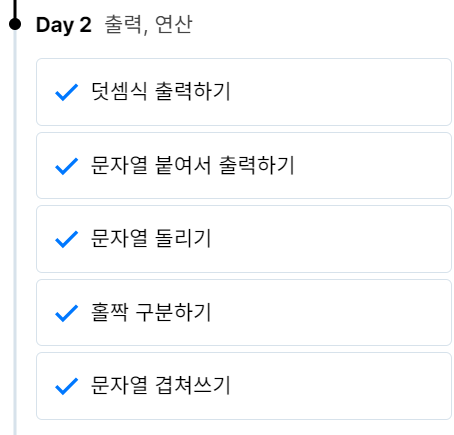 Day 2 출력, 연산
덧셈식 출력하기
문자열 붙여서 출력하기
문자열 돌리기
홀짝 구분하기
문자열 겹쳐쓰기